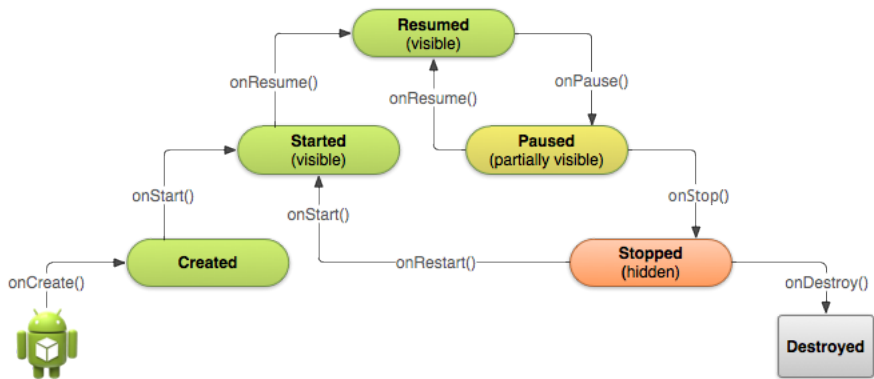 Resumed
(visible)
onResume()
onResume()
onPause()
Started
(visible)
Paused
(partially visible)
onStart()
onStart()
onStop()
Created
onRestart()
Stopped
(hidden)
onCreate()
onDestroy()
Destroyed